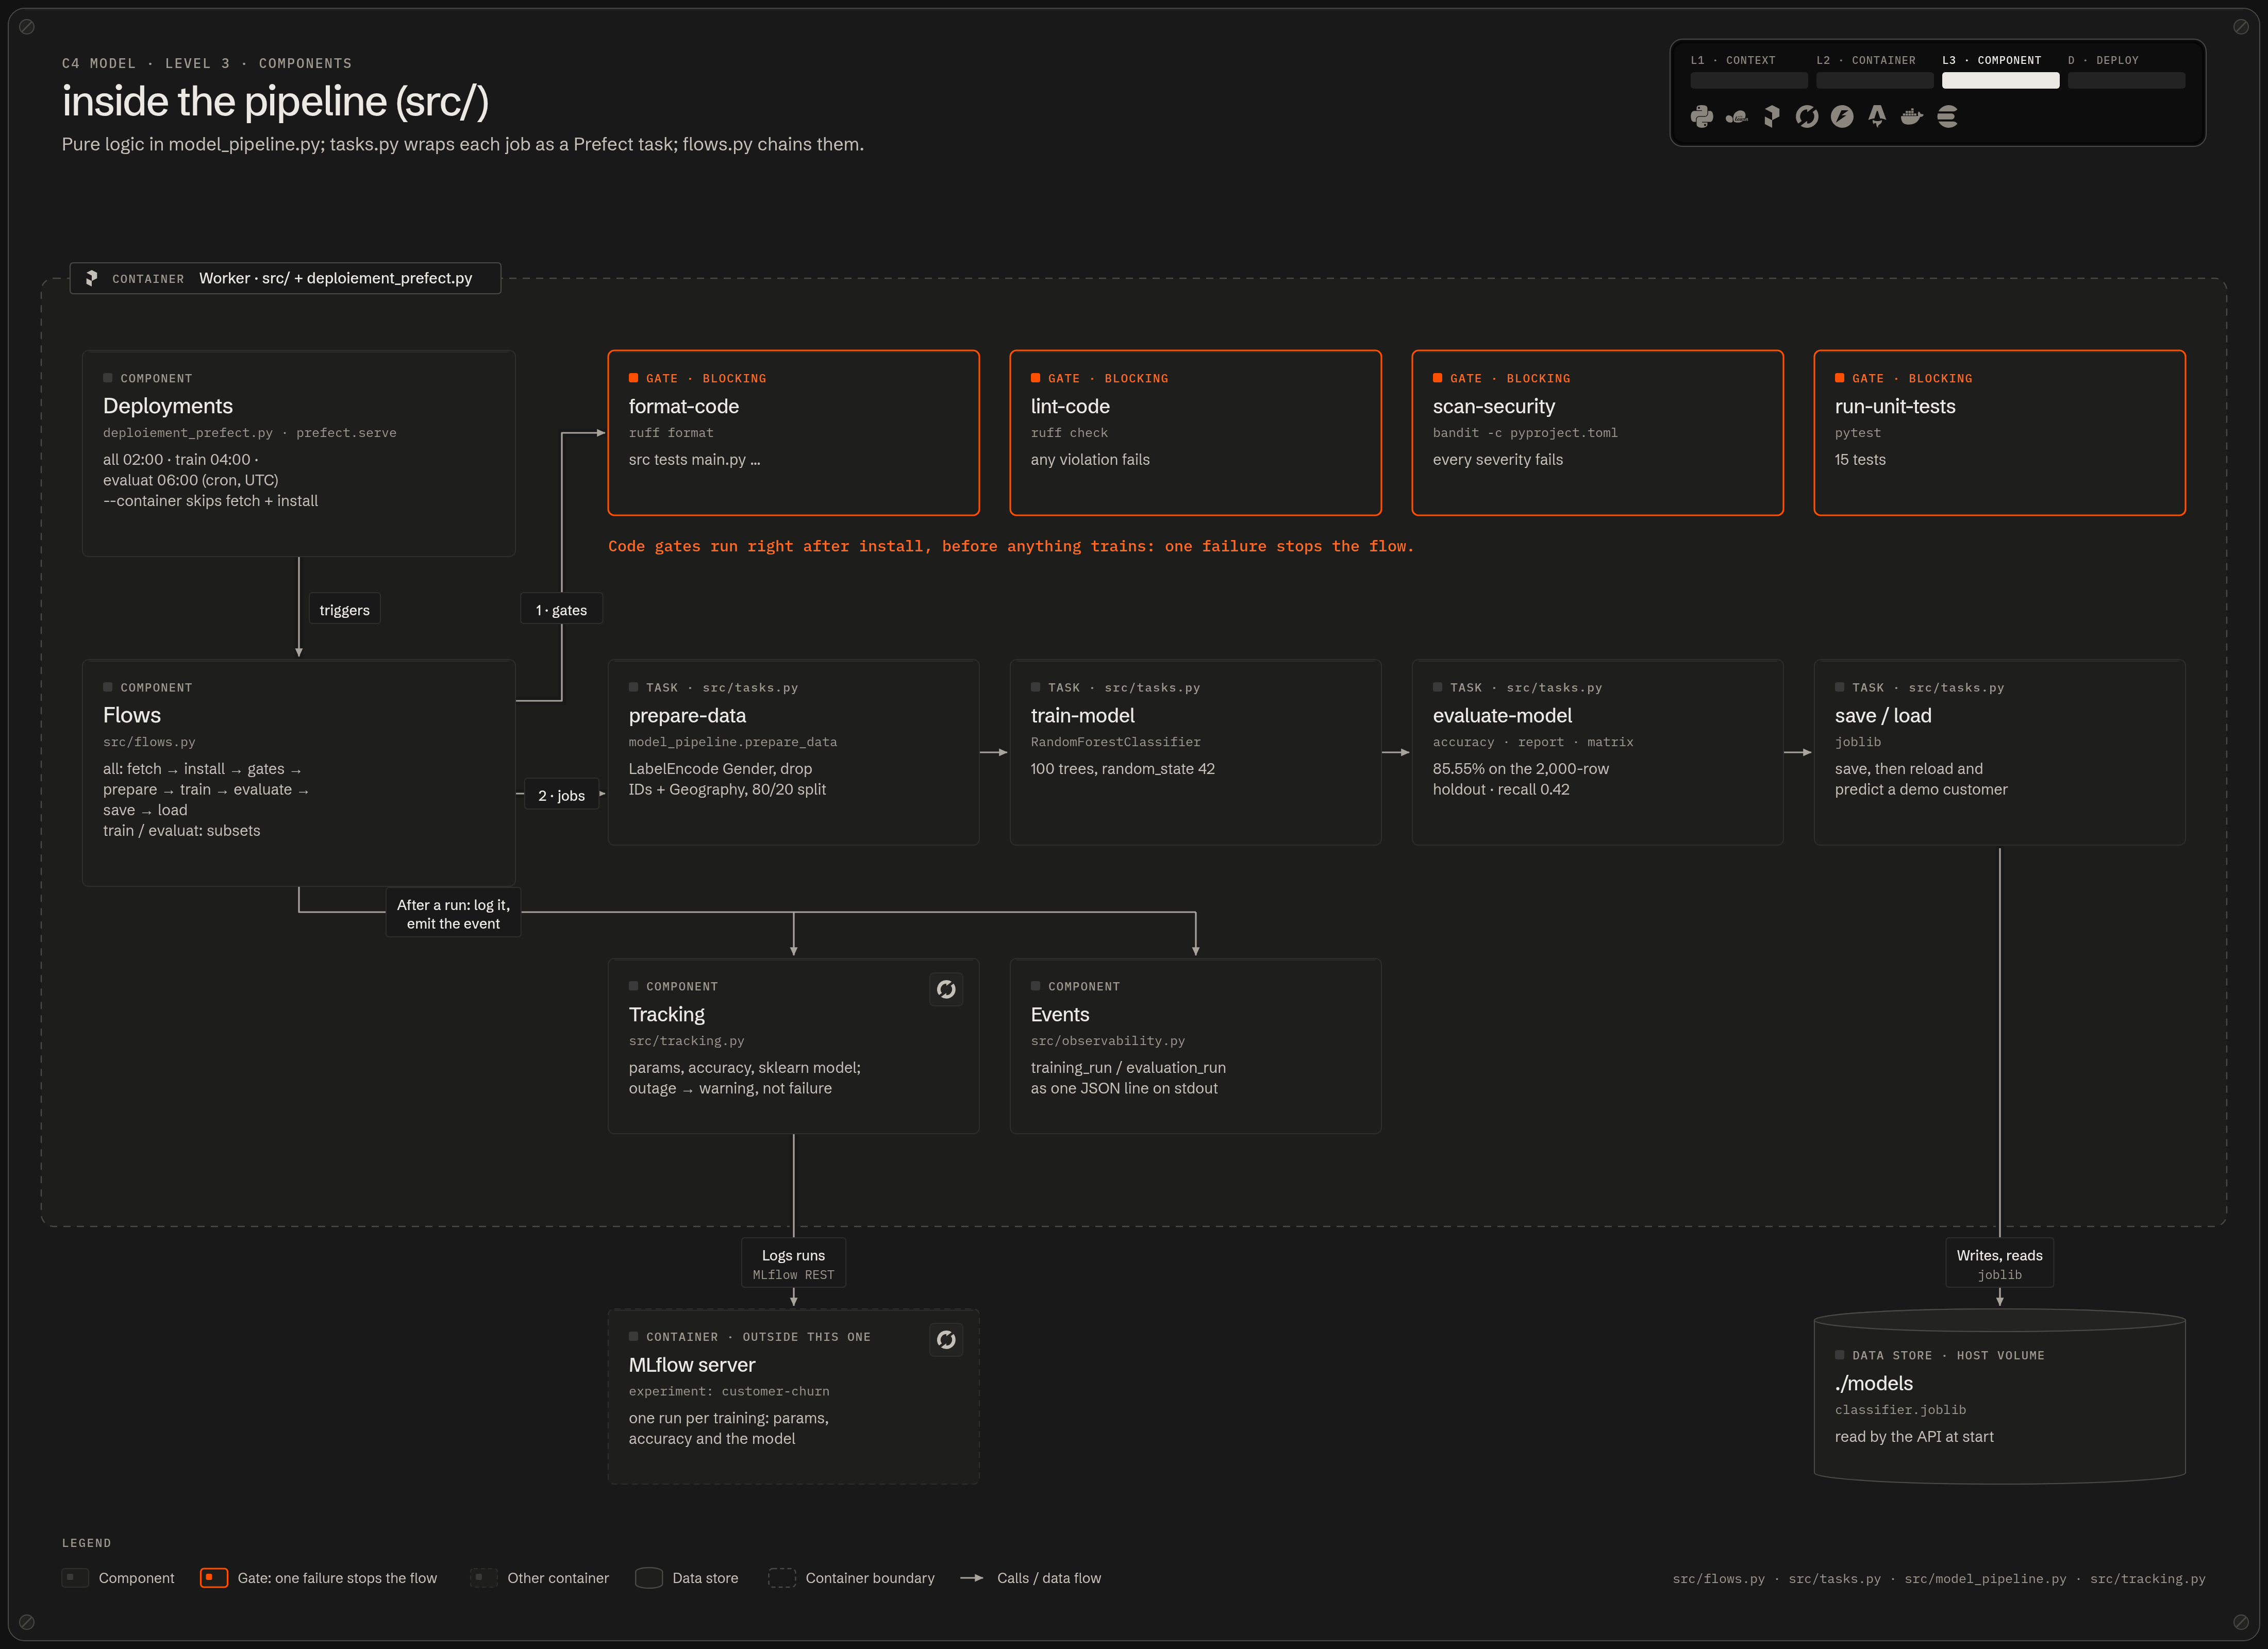 C4 MODEL · LEVEL 3 · COMPONENTS
inside the pipeline (src/)
Pure logic in model_pipeline.py; tasks.py wraps each job as a Prefect task; flows.py chains them.
L1 · CONTEXT
L2 · CONTAINER
L3 · COMPONENT
D · DEPLOY
CONTAINER Worker · src/ + deploiement_prefect.py
COMPONENT
Deployments
deploiement_prefect.py · prefect.serve
all 02:00 · train 04:00 ·
evaluat 06:00 (cron, UTC)
--container skips fetch + install
GATE · BLOCKING
format-code
ruff format
src tests main.py ...
GATE · BLOCKING
lint-code
ruff check
any violation fails
GATE · BLOCKING
scan-security
bandit -c pyproject.toml
every severity fails
GATE · BLOCKING
run-unit-tests
pytest
15 tests
Code gates run right after install, before anything trains: one failure stops the flow.
triggers
1 · gates
COMPONENT
Flows
src/flows.py
all: fetch → install → gates →
prepare → train → evaluate →
save → load
train / evaluat: subsets
2 · jobs
TASK · src/tasks.py
prepare-data
model_pipeline.prepare_data
LabelEncode Gender, drop
IDs + Geography, 80/20 split
TASK · src/tasks.py
train-model
RandomForestClassifier
100 trees, random_state 42
TASK · src/tasks.py
evaluate-model
accuracy · report · matrix
85.55% on the 2,000-row
holdout · recall 0.42
TASK · src/tasks.py
save / load
joblib
save, then reload and
predict a demo customer
After a run: log it,
emit the event
COMPONENT
Tracking
src/tracking.py
params, accuracy, sklearn model;
outage → warning, not failure
COMPONENT
Events
src/observability.py
training_run / evaluation_run
as one JSON line on stdout
Logs runs
MLflow REST
Writes, reads
joblib
CONTAINER · OUTSIDE THIS ONE
MLflow server
experiment: customer-churn
one run per training: params,
accuracy and the model
DATA STORE · HOST VOLUME
./models
classifier.joblib
read by the API at start
LEGEND
Component
Gate: one failure stops the flow
Other container
Data store
Container boundary
Calls / data flow
src/flows.py · src/tasks.py · src/model_pipeline.py · src/tracking.py